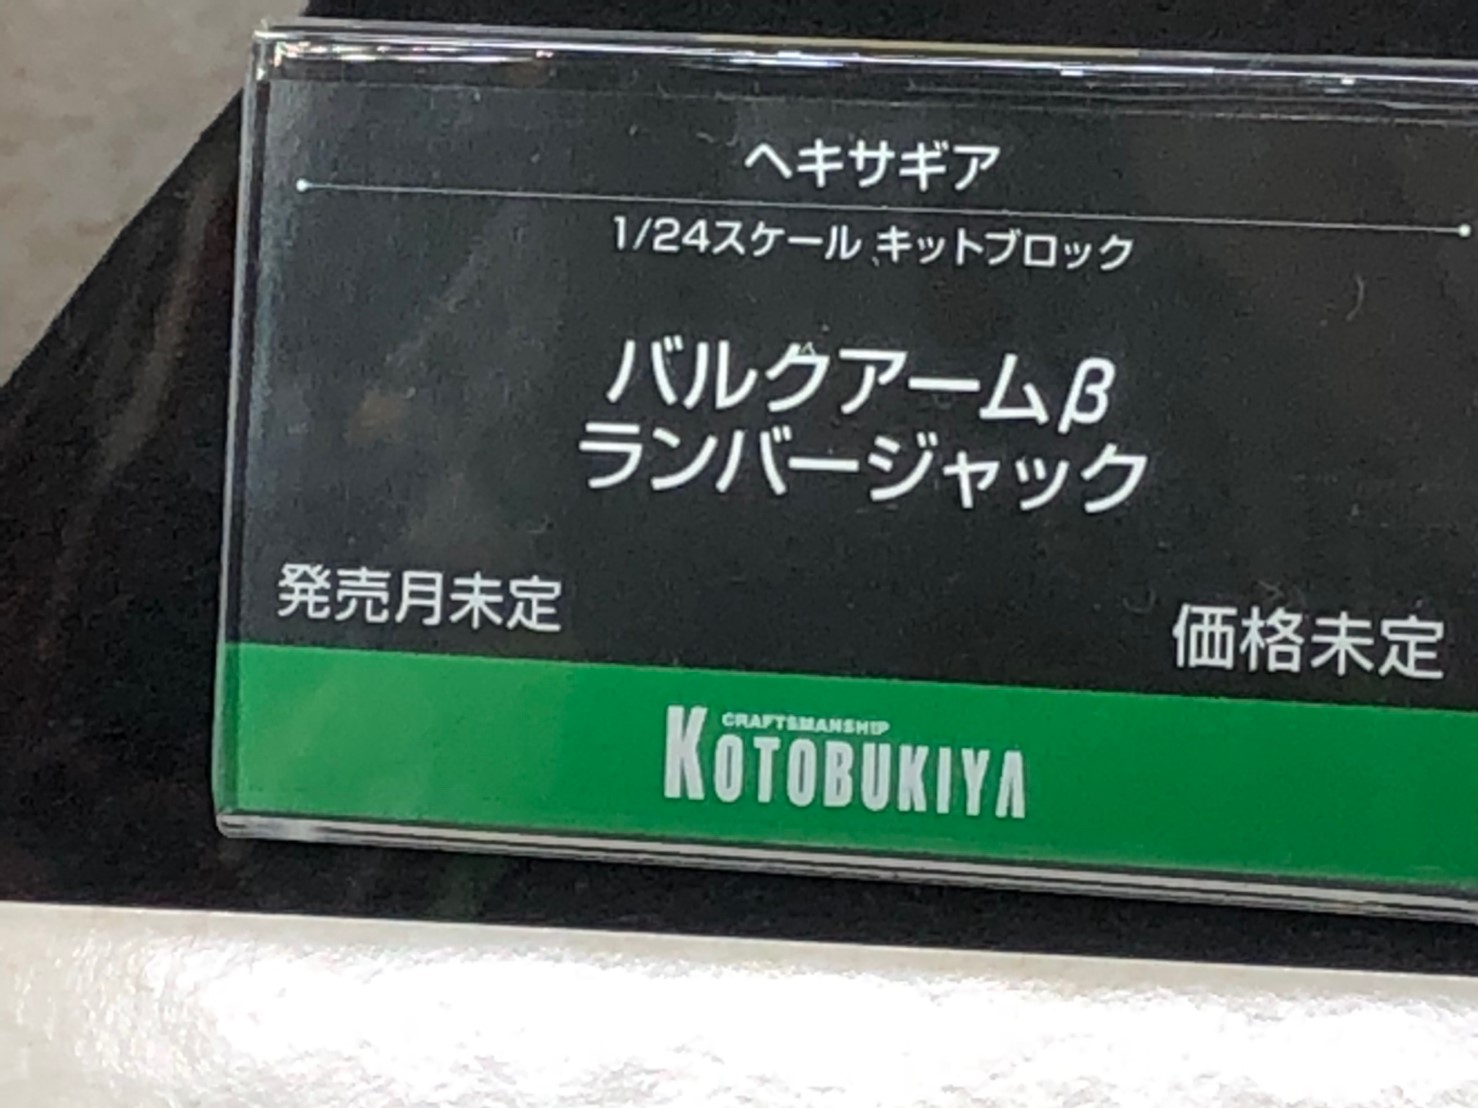 ヘキサギア
1/24スケール キットブロック
バルクアームβ
ランバージャック
発売月未定
価格未定
CRAFTSMANSHIP
KOTOBUKIYA